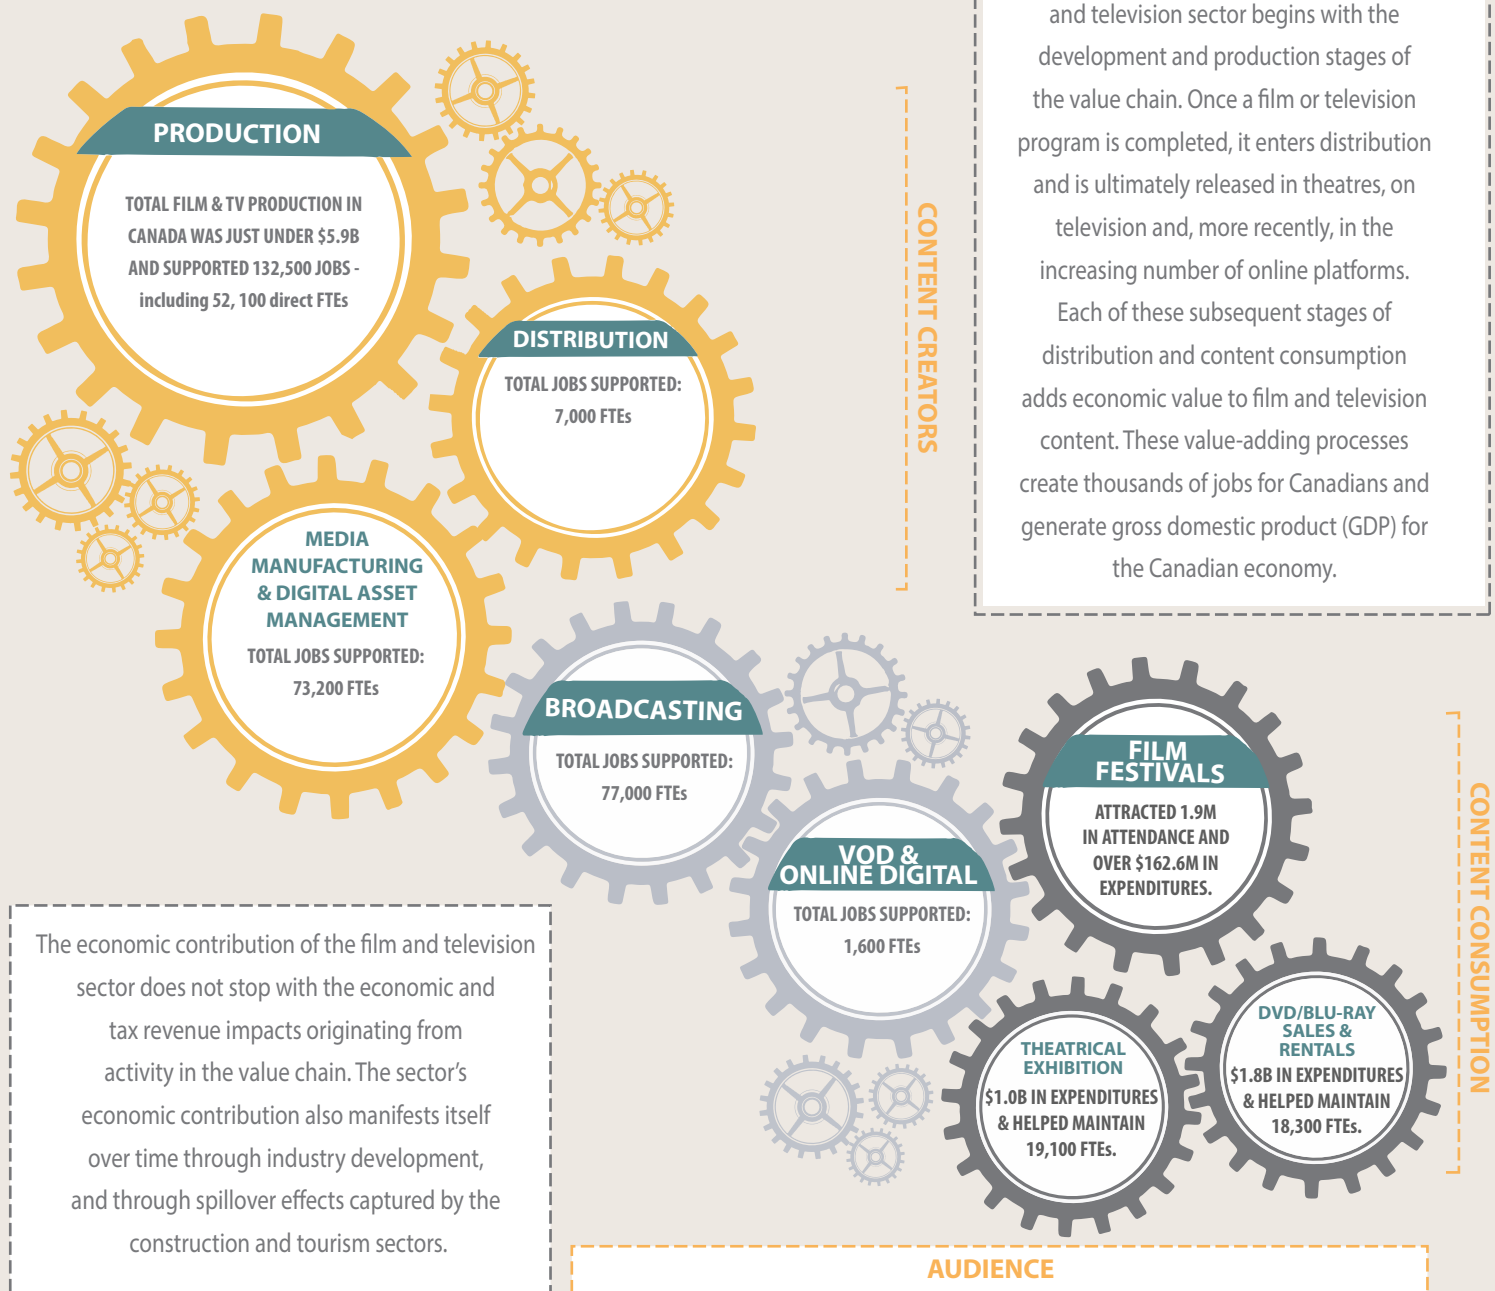 PRODUCTION
TOTAL FILM & TV PRODUCTION IN
CANADA WAS JUST UNDER $5.9B
AND SUPPORTED 132,500 JOBS -
including 52, 100 direct FTEs
DISTRIBUTION
TOTAL JOBS SUPPORTED:
7,000 FTEs
MEDIA
MANUFACTURING
& DIGITAL ASSET
MANAGEMENT
TOTAL JOBS SUPPORTED:
73,200 FTEs
CONTENT CREATORS
and television sector begins with the
development and production stages of
the value chain. Once a film or television
program is completed, it enters distribution
and is ultimately released in theatres, on
television and, more recently, in the
increasing number of online platforms.
Each of these subsequent stages of
distribution and content consumption
adds economic value to film and television
content. These value-adding processes
create thousands of jobs for Canadians and
generate gross domestic product (GDP) for
the Canadian economy.
BROADCASTING
TOTAL JOBS SUPPORTED:
77,000 FTEs
VOD &
ONLINE DIGITAL
TOTAL JOBS SUPPORTED:
1,600 FTEs
FILM
FESTIVALS
ATTRACTED 1.9M
IN ATTENDANCE AND
OVER $162.6M IN
EXPENDITURES.
THEATRICAL
EXHIBITION
$1.0B IN EXPENDITURES
& HELPED MAINTAIN
19,100 FTEs.
DVD/BLU-RAY
SALES &
RENTALS
$1.8B IN EXPENDITURES
& HELPED MAINTAIN
18,300 FTEs.
CONTENT CONSUMPTION
The economic contribution of the film and television
sector does not stop with the economic and
tax revenue impacts originating from
activity in the value chain. The sector's
economic contribution also manifests itself
over time through industry development,
and through spillover effects captured by the
construction and tourism sectors.
AUDIENCE